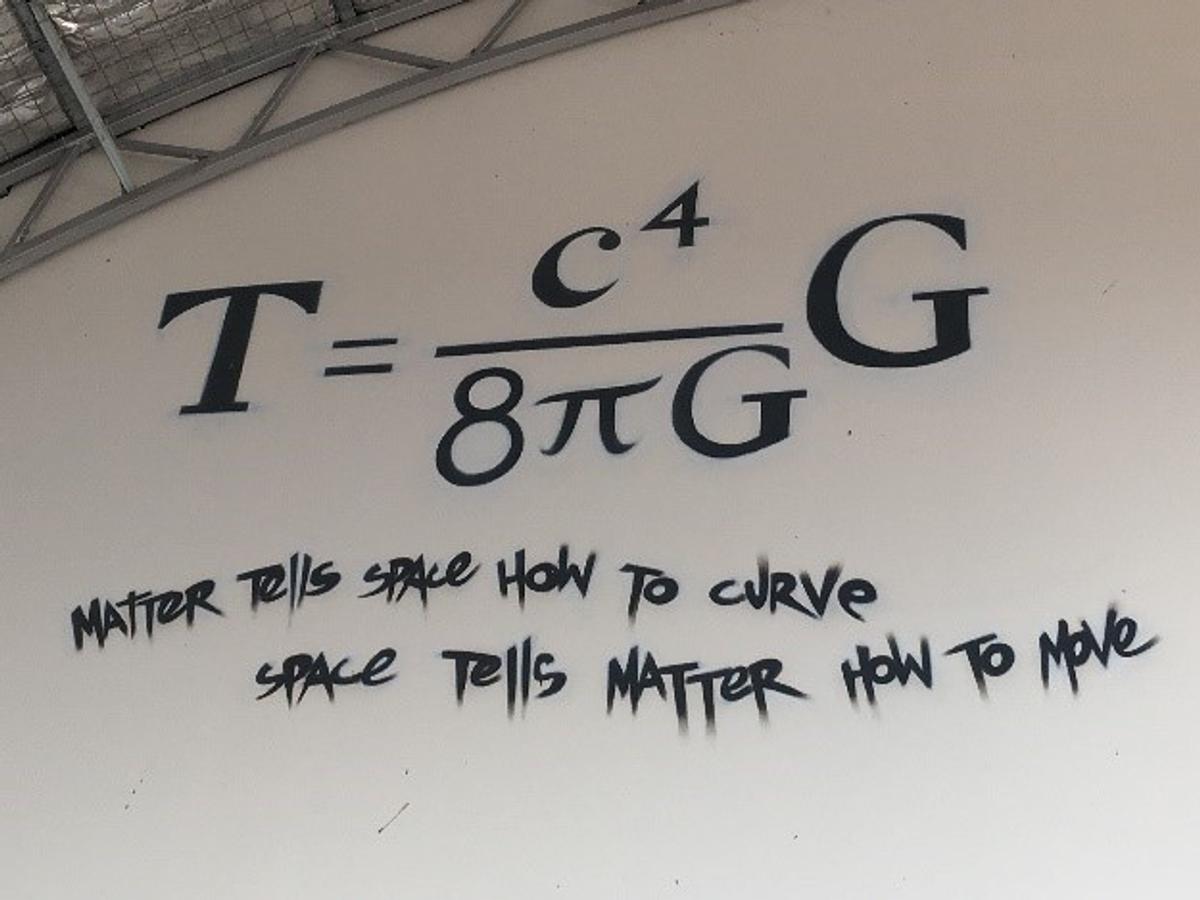 T = c⁴/8πG G
MATTER TellS SPAce HoW To cURVe
SPACe TellS MATTeR HoW To MoVe